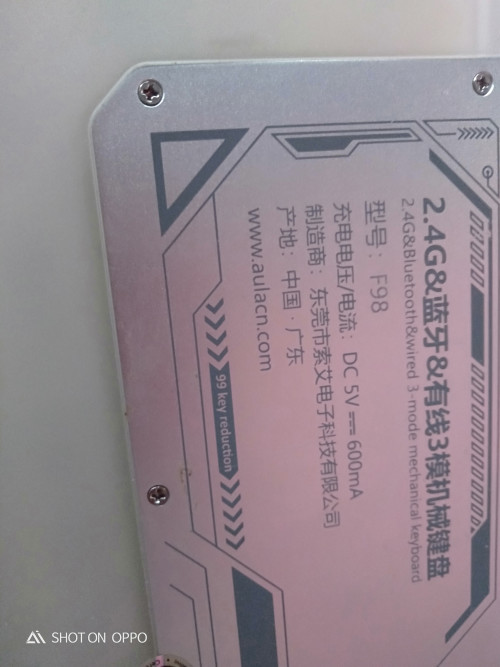 2.4G&蓝牙&有线3模机械键盘
2.4G&Bluetooth&wired 3-mode mechanical keyboard
型号：F98
充电电压/电流：DC 5V⎓600mA
制造商：东莞市索艾电子科技有限公司
产地：中国·广东
www.aulacn.com
99 key reduction
SHOT ON OPPO